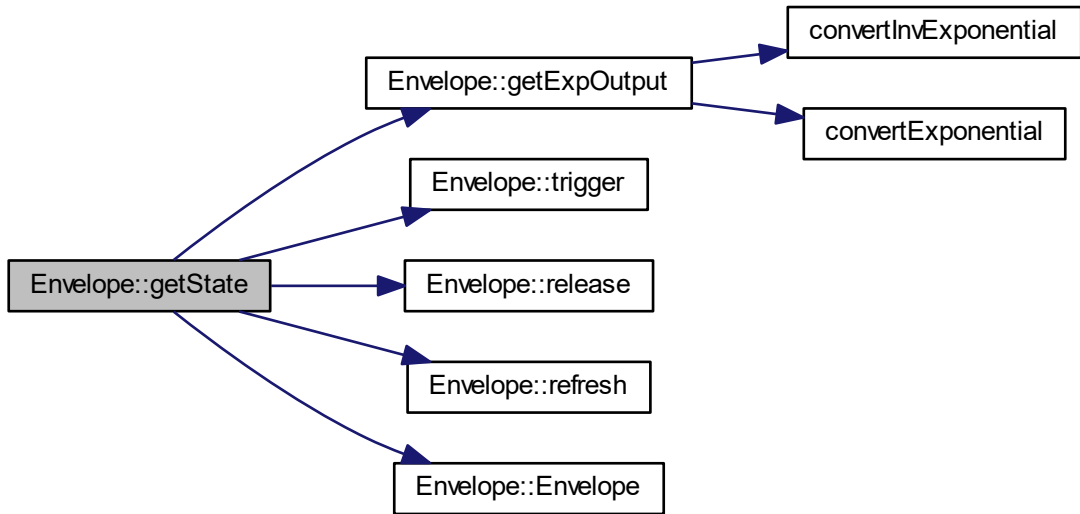 convertInvExponential
Envelope::getExpOutput
convertExponential
Envelope::trigger
Envelope::getState
Envelope::release
Envelope::refresh
Envelope::Envelope